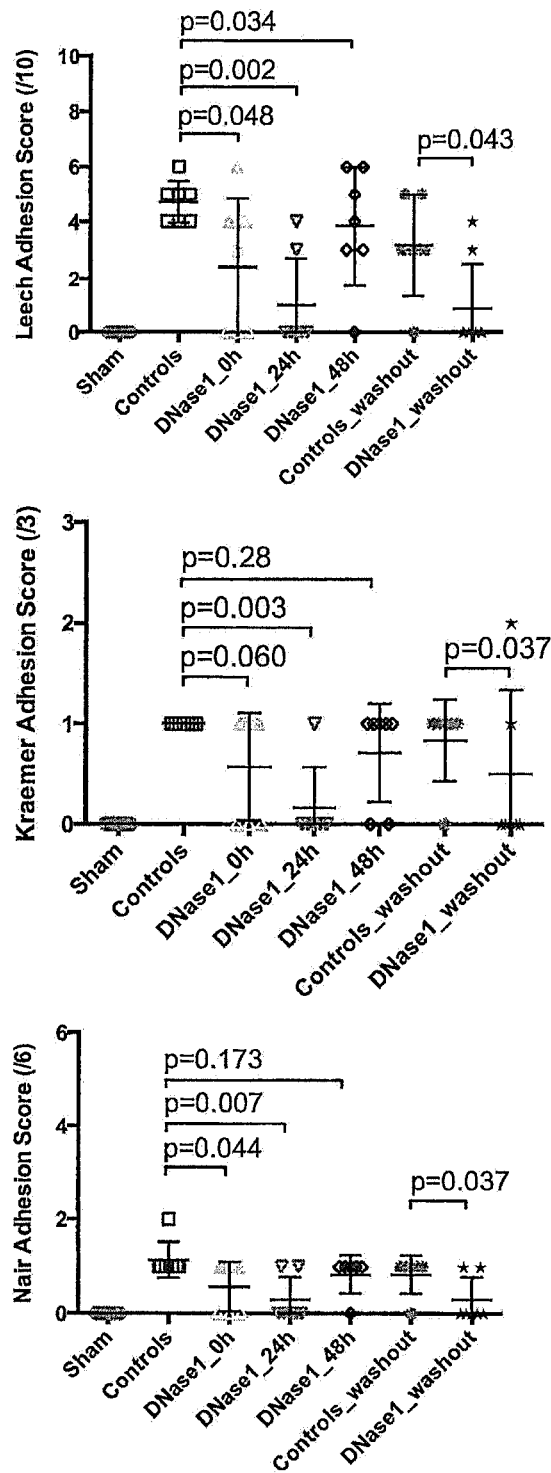 p=0.034
p=0.002
p=0.048
p=0.043
Leech Adhesion Score (/10)
10
8
6
4
2
0
Sham
Controls
DNase1_0h
DNase1_24h
DNase1_48h
Controls_washout
DNase1_washout
p=0.28
p=0.003
p=0.060
p=0.037
Kraemer Adhesion Score (/3)
3
2
1
0
Sham
Controls
DNase1_0h
DNase1_24h
DNase1_48h
Controls_washout
DNase1_washout
p=0.173
p=0.007
p=0.044
p=0.037
Nair Adhesion Score (/6)
6
4
2
0
Sham
Controls
DNase1_0h
DNase1_24h
DNase1_48h
Controls_washout
DNase1_washout